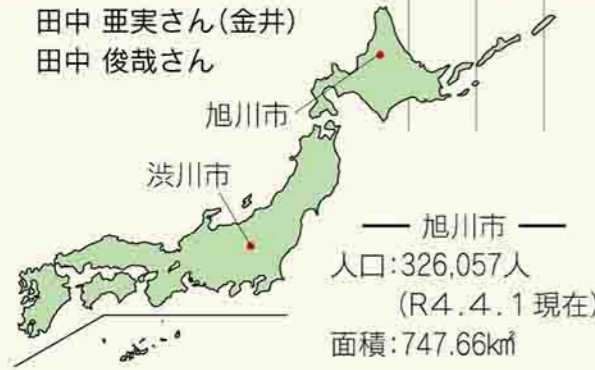 田中 亜実さん(金井)
田中 俊哉さん
旭川市
渋川市
旭川市
人口:326,057人
(R4.4.1現在)
面積:747.66㎢